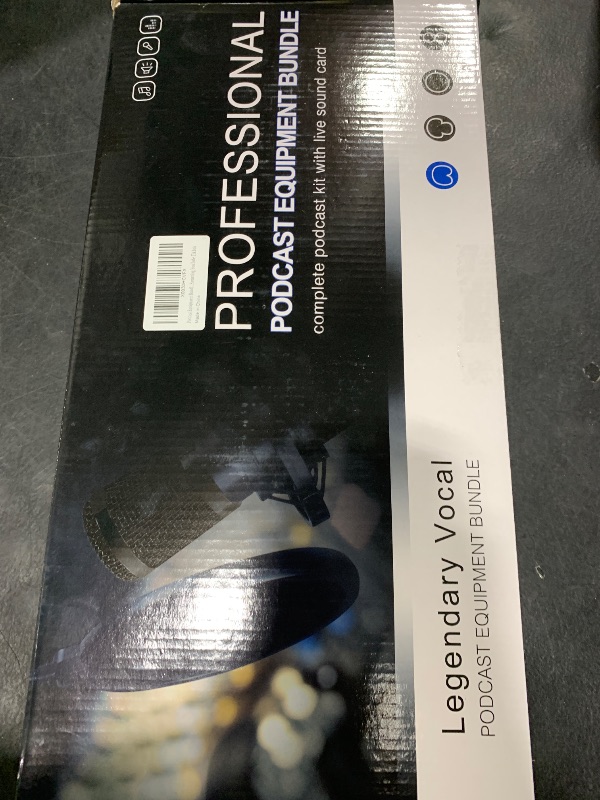 PROFESSIONAL
PODCAST EQUIPMENT BUNDLE
complete podcast kit with live sound card
Legendary Vocal
PODCAST EQUIPMENT BUNDLE